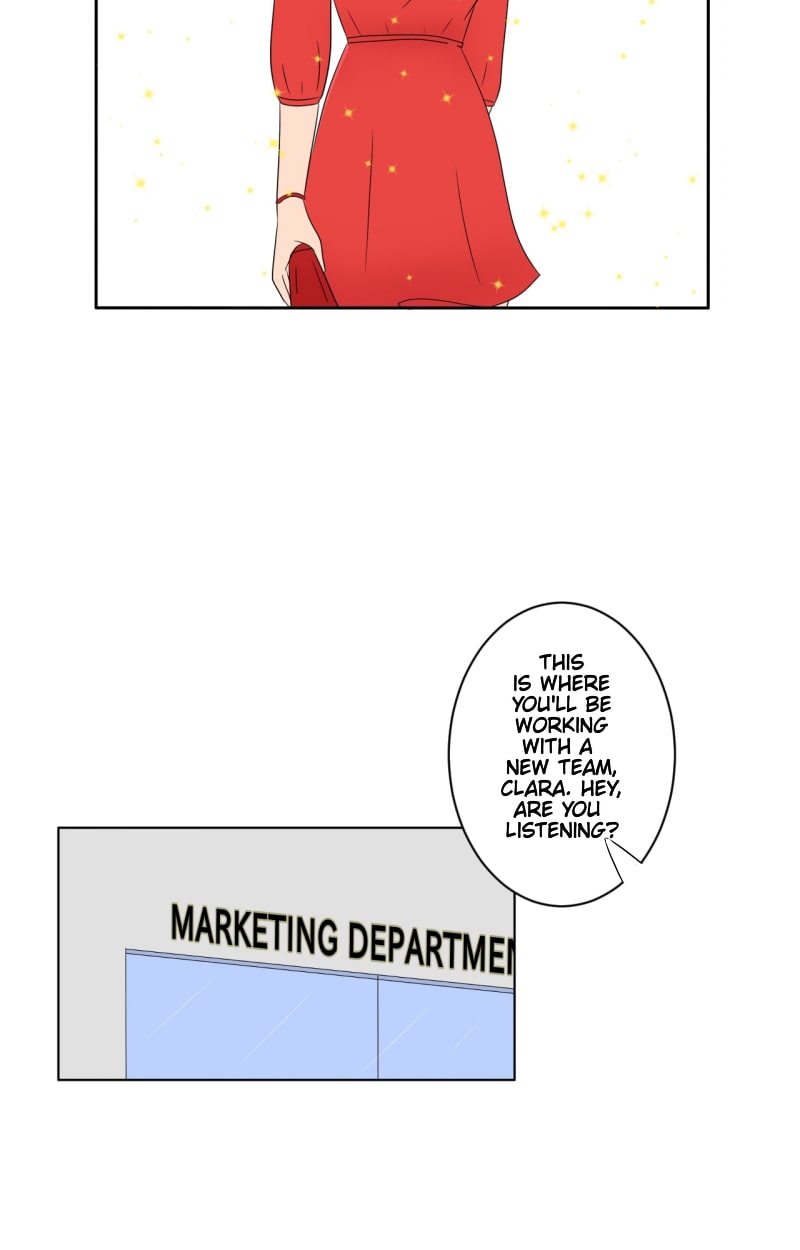 THIS
IS WHERE
YOU'LL BE
WORKING
WITH A
NEW TEAM,
CLARA. HEY,
ARE YOU
LISTENING?
MARKETING DEPARTMEN